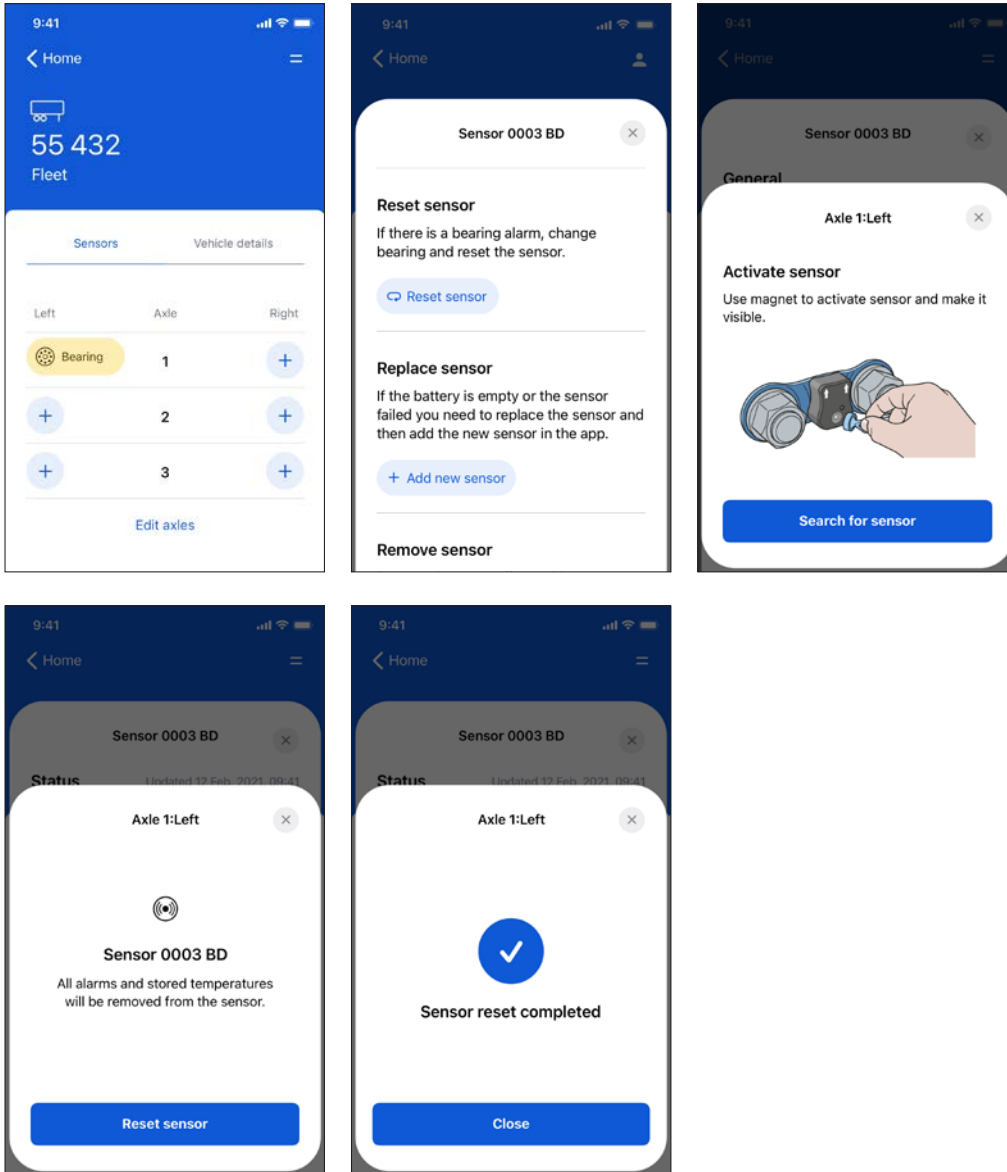 9:41
Home
55 432
Fleet
Sensors Vehicle details
Left Axle Right
Bearing 1 +
+ 2 +
+ 3 +
Edit axles
9:41
Home
Sensor 0003 BD
Reset sensor
If there is a bearing alarm, change
bearing and reset the sensor.
Reset sensor
Replace sensor
If the battery is empty or the sensor
failed you need to replace the sensor and
then add the new sensor in the app.
+ Add new sensor
Remove sensor
9:41
Home
Sensor 0003 BD
General
Axle 1:Left
Activate sensor
Use magnet to activate sensor and make it
visible.
Search for sensor
9:41
Home
Sensor 0003 BD
Status Updated 12 Feb, 2021, 09:41
Axle 1:Left
Sensor 0003 BD
All alarms and stored temperatures
will be removed from the sensor.
Reset sensor
9:41
Home
Sensor 0003 BD
Status Updated 12 Feb, 2021, 09:41
Axle 1:Left
Sensor reset completed
Close